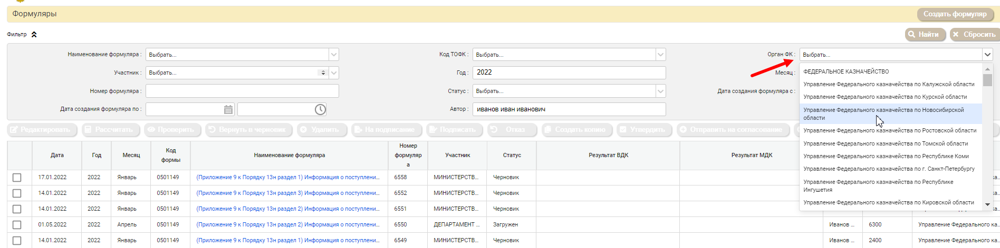 Формуляры
Создать формуляр
Фильтр
Найти
Сбросить
Наименование формуляра :
Выбрать...
Код ТОФК :
Выбрать...
Орган ФК :
Выбрать...
Участник :
Выбрать...
Год :
2022
Месяц :
Номер формуляра :
Статус :
Выбрать...
Дата создания формуляра с :
Дата создания формуляра по :
Автор :
иванов иван иванович
ФЕДЕРАЛЬНОЕ КАЗНАЧЕЙСТВО
Управление Федерального казначейства по Калужской области
Управление Федерального казначейства по Курской области
Управление Федерального казначейства по Новосибирской
области
Управление Федерального казначейства по Ростовской области
Управление Федерального казначейства по Томской области
Управление Федерального казначейства по Республике Коми
Управление Федерального казначейства по г. Санкт-Петербургу
Управление Федерального казначейства по Республике
Ингушетия
Управление Федерального казначейства по Кировской области
Редактировать
Рассчитать
Проверить
Вернуть в черновик
Удалить
На подписание
Подписать
Отказ
Создать копию
Утвердить
Отправить на согласование
Дата
Год
Месяц
Код
формы
Наименование формуляра
Номер
формуляр
а
Участник
Статус
Результат ВДК
Результат МДК
17.01.2022 2022 Январь 0501149 (Приложение 9 к Порядку 13н раздел 1) Информация о поступлени... 6558 МИНИСТЕРСТВ... Черновик ка...
14.01.2022 2022 Январь 0501149 (Приложение 9 к Порядку 13н раздел 3) Информация о поступлени... 6552 МИНИСТЕРСТВ... Черновик ка...
14.01.2022 2022 Январь 0501149 (Приложение 9 к Порядку 13н раздел 2) Информация о поступлени... 6551 МИНИСТЕРСТВ... Черновик
01.05.2022 2022 Апрель 0501149 (Приложение 9 к Порядку 13н раздел 2) Информация о поступлени... 6550 ДЕПАРТАМЕНТ ... Загружен Иванов ... 6300 Управление Федерального ка...
14.01.2022 2022 Январь 0501149 (Приложение 9 к Порядку 13н раздел 1) Информация о поступлени... 6549 МИНИСТЕРСТВ... Черновик Иванов ... 2400 Управление Федерального ка...